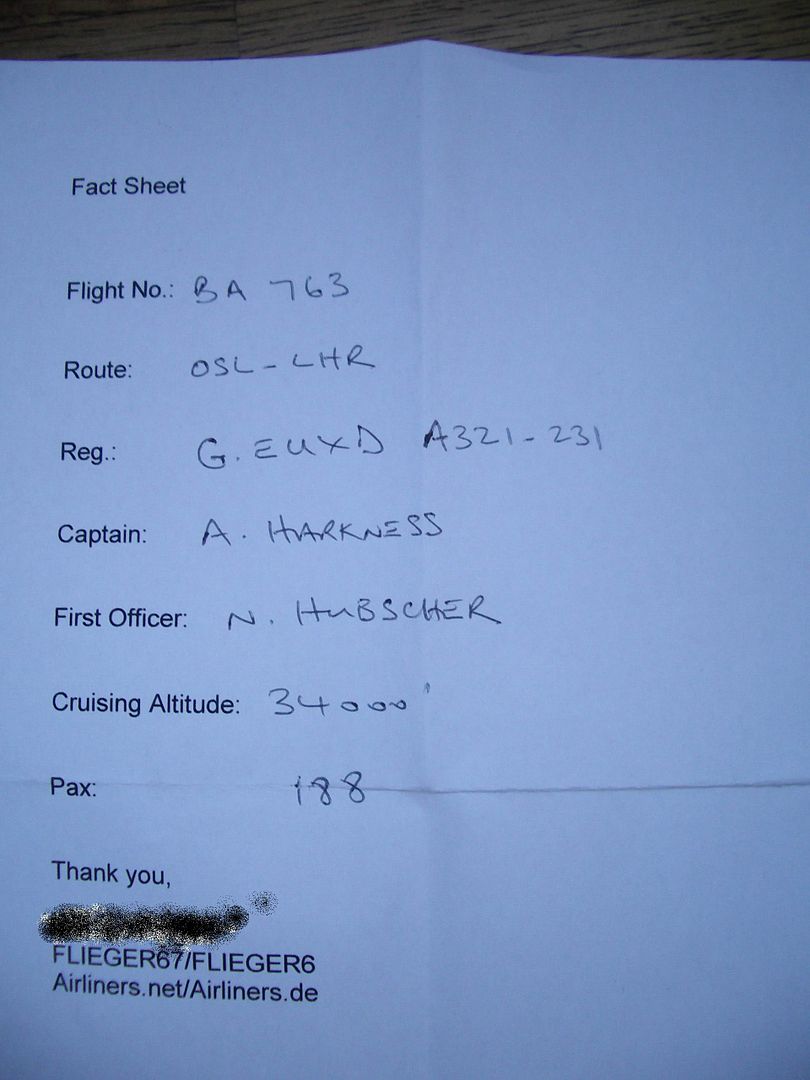 Fact Sheet
Flight No.: BA 763
Route: OSL - LHR
Reg.: G. EUXD A321-231
Captain: A. HARKNESS
First Officer: N. HUBSCHER
Cruising Altitude: 34000'
Pax: 188
Thank you,
FLIEGER67/FLIEGER6
Airliners.net/Airliners.de